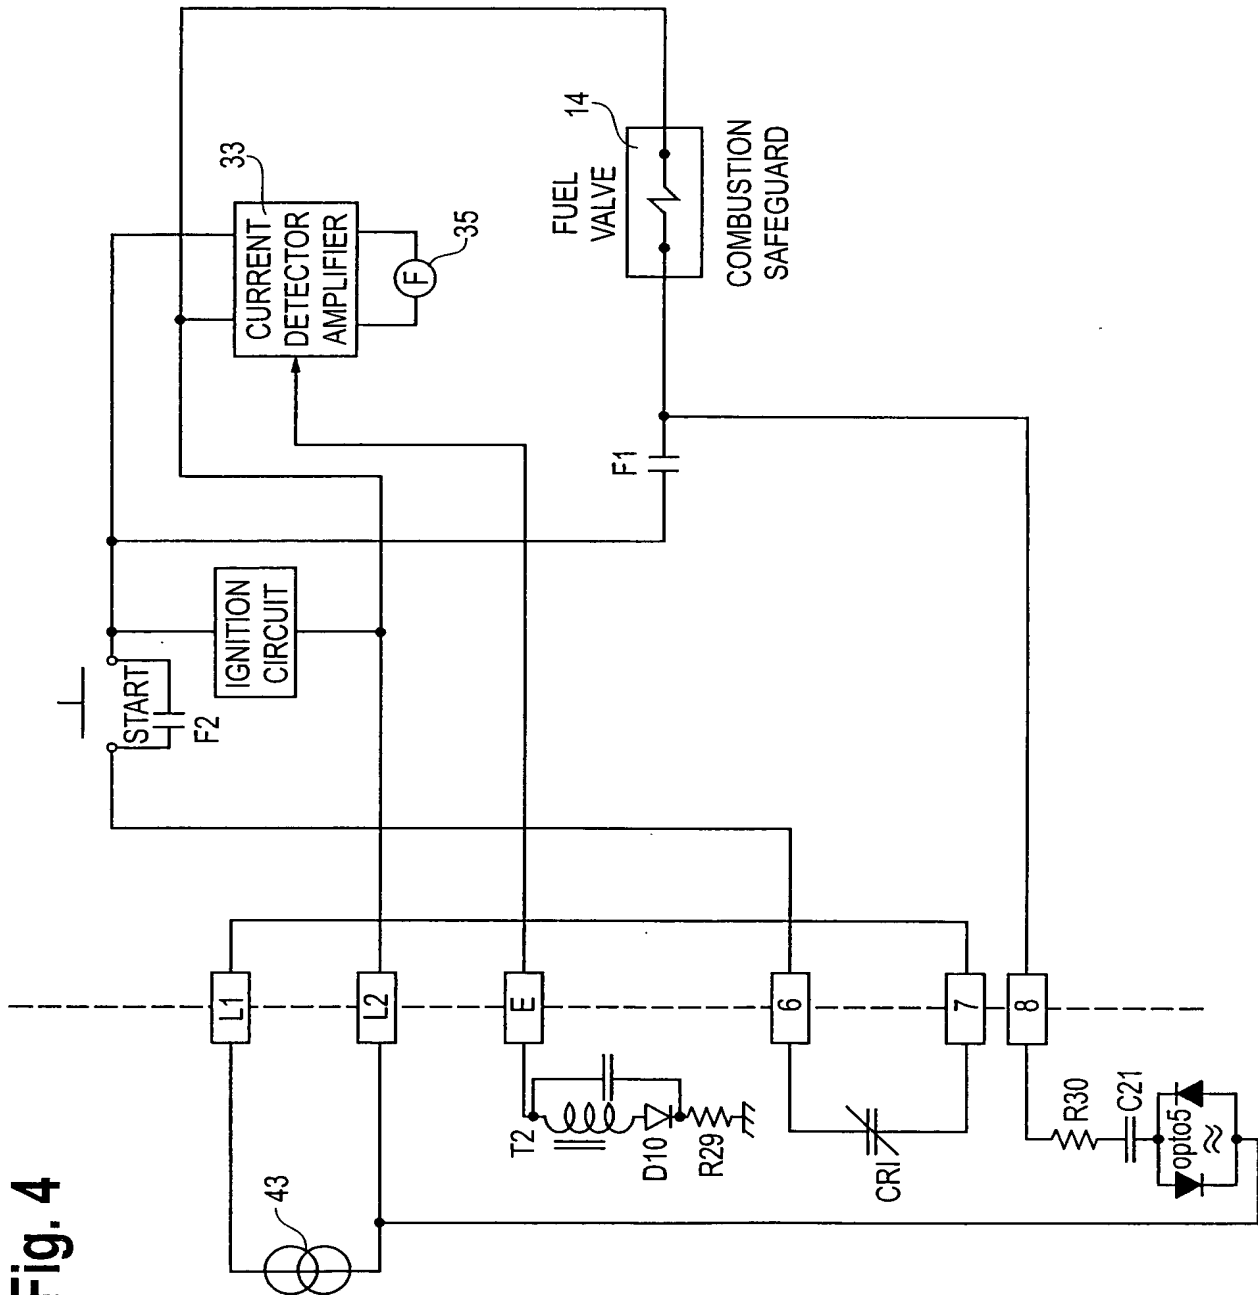 Fig. 4
43
L1
L2
E
6
7
8
T2
D10
R29
CRI
R30
C21
opto5
START
F2
IGNITION
CIRCUIT
33
CURRENT
DETECTOR
AMPLIFIER
F
35
F1
14
FUEL
VALVE
COMBUSTION
SAFEGUARD